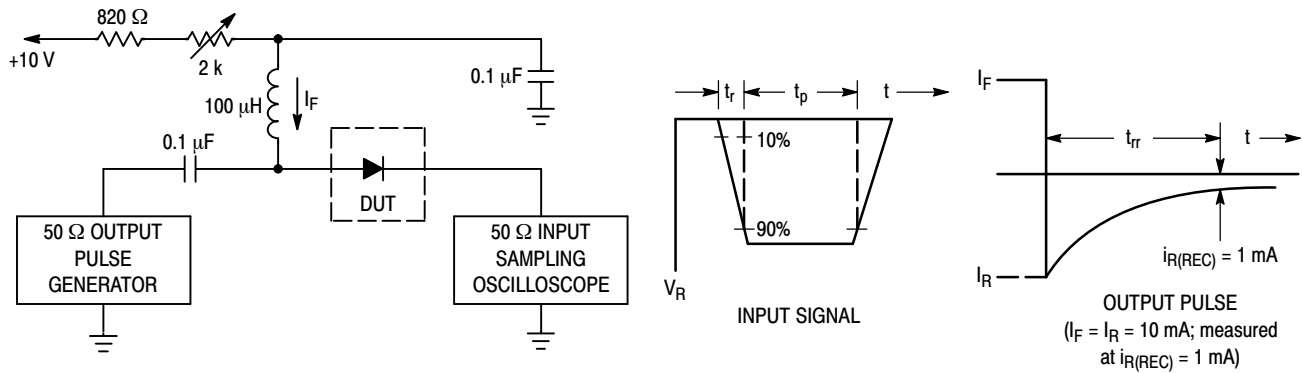 820 Ω
+10 V
2 k
100 μH
I_F
0.1 μF
0.1 μF
DUT
50 Ω OUTPUT
PULSE
GENERATOR
50 Ω INPUT
SAMPLING
OSCILLOSCOPE
t_r t_p t
10%
90%
V_R
INPUT SIGNAL
I_F
t_rr t
i_R(REC) = 1 mA
I_R
OUTPUT PULSE
(I_F = I_R = 10 mA; measured
at i_R(REC) = 1 mA)